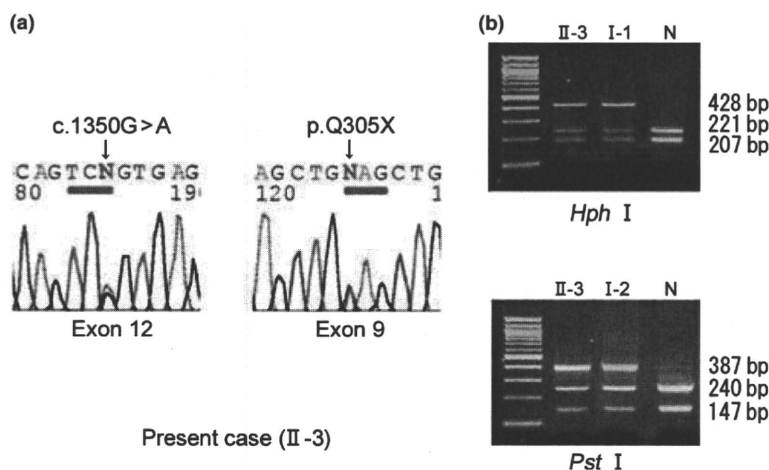 (a)
c.1350G>A
CAGTCNGTGAG
80 19
Exon 12
p.Q305X
AGCTGNAGCTG
120 1
Exon 9
Present case (II-3)
(b)
II-3 I-1 N
428 bp
221 bp
207 bp
Hph I
II-3 I-2 N
387 bp
240 bp
147 bp
Pst I